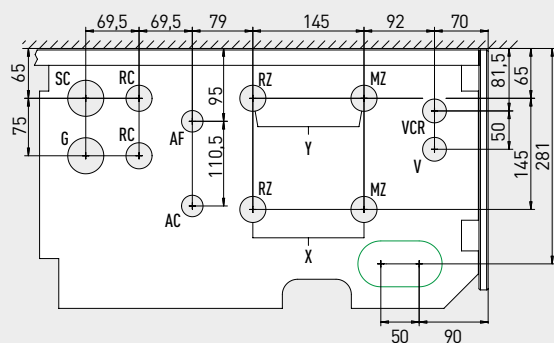 69,5 69,5 79 145 92 70
65 SC RC RZ MZ 81,5 65
95 VCR
75 G RC AF Y V 50 281
110,5 145
AC RZ MZ
X
50 90